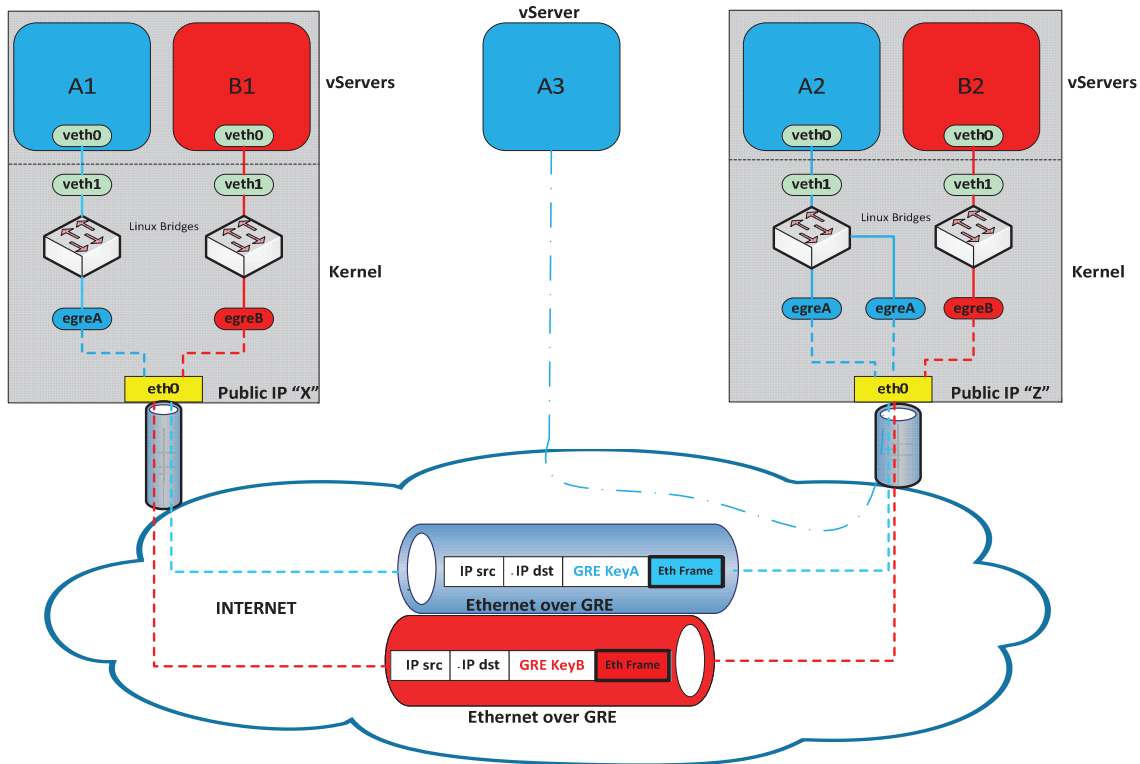 vServer
A1
B1
vServers
A3
A2
B2
vServers
veth0
veth0
veth0
veth0
veth1
veth1
veth1
veth1
Linux Bridges
Linux Bridges
Kernel
Kernel
egreA
egreB
egreA
egreA
egreB
eth0
Public IP “X”
eth0
Public IP “Z”
IP src
.IP dst
GRE KeyA
Eth Frame
INTERNET
Ethernet over GRE
IP src
.IP dst
GRE KeyB
Eth Frame
Ethernet over GRE